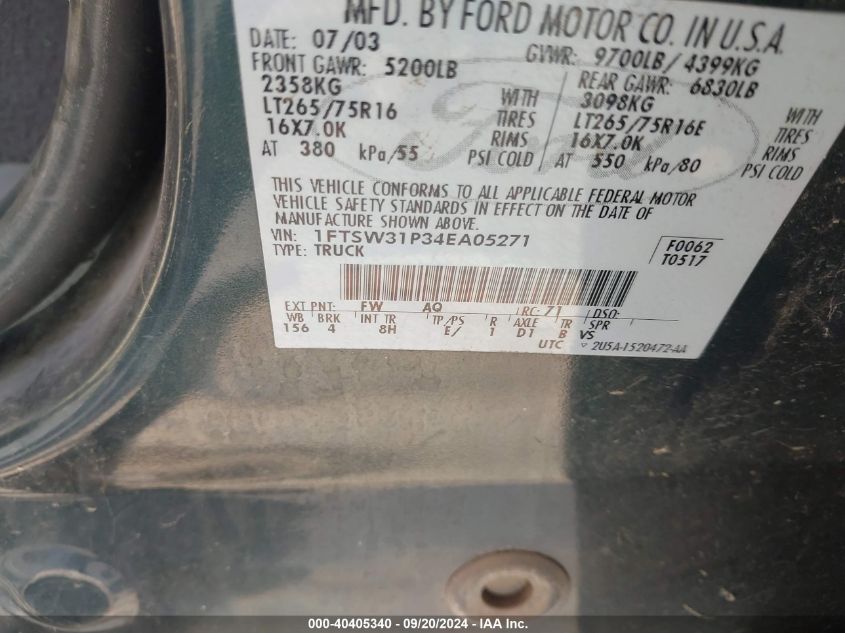 MFD. BY FORD MOTOR CO. IN U.S.A.
DATE: 07/03 GVWR: 9700LB/4399KG
FRONT GAWR: 5200LB REAR GAWR: 6830LB
2358KG WITH 3098KG WITH
LT265/75R16 TIRES LT265/75R16E TIRES
16X7.0K RIMS 16X7.0K RIMS
AT 380 kPa/55 PSI COLD AT 550 kPa/80 PSI COLD
THIS VEHICLE CONFORMS TO ALL APPLICABLE FEDERAL MOTOR
VEHICLE SAFETY STANDARDS IN EFFECT ON THE DATE OF
MANUFACTURE SHOWN ABOVE.
VIN: 1FTSW31P34EA05271 F0062
TYPE: TRUCK T0517
EXT PNT: FW AQ RC: 71 DSO:
WB BRK INT TR TP/PS R AXLE TR SPR
156 4 8H E/ 1 D1 B VS
UTC 2U5A-1520472-AA
Ford
000-40405340 - 09/20/2024 - IAA Inc.